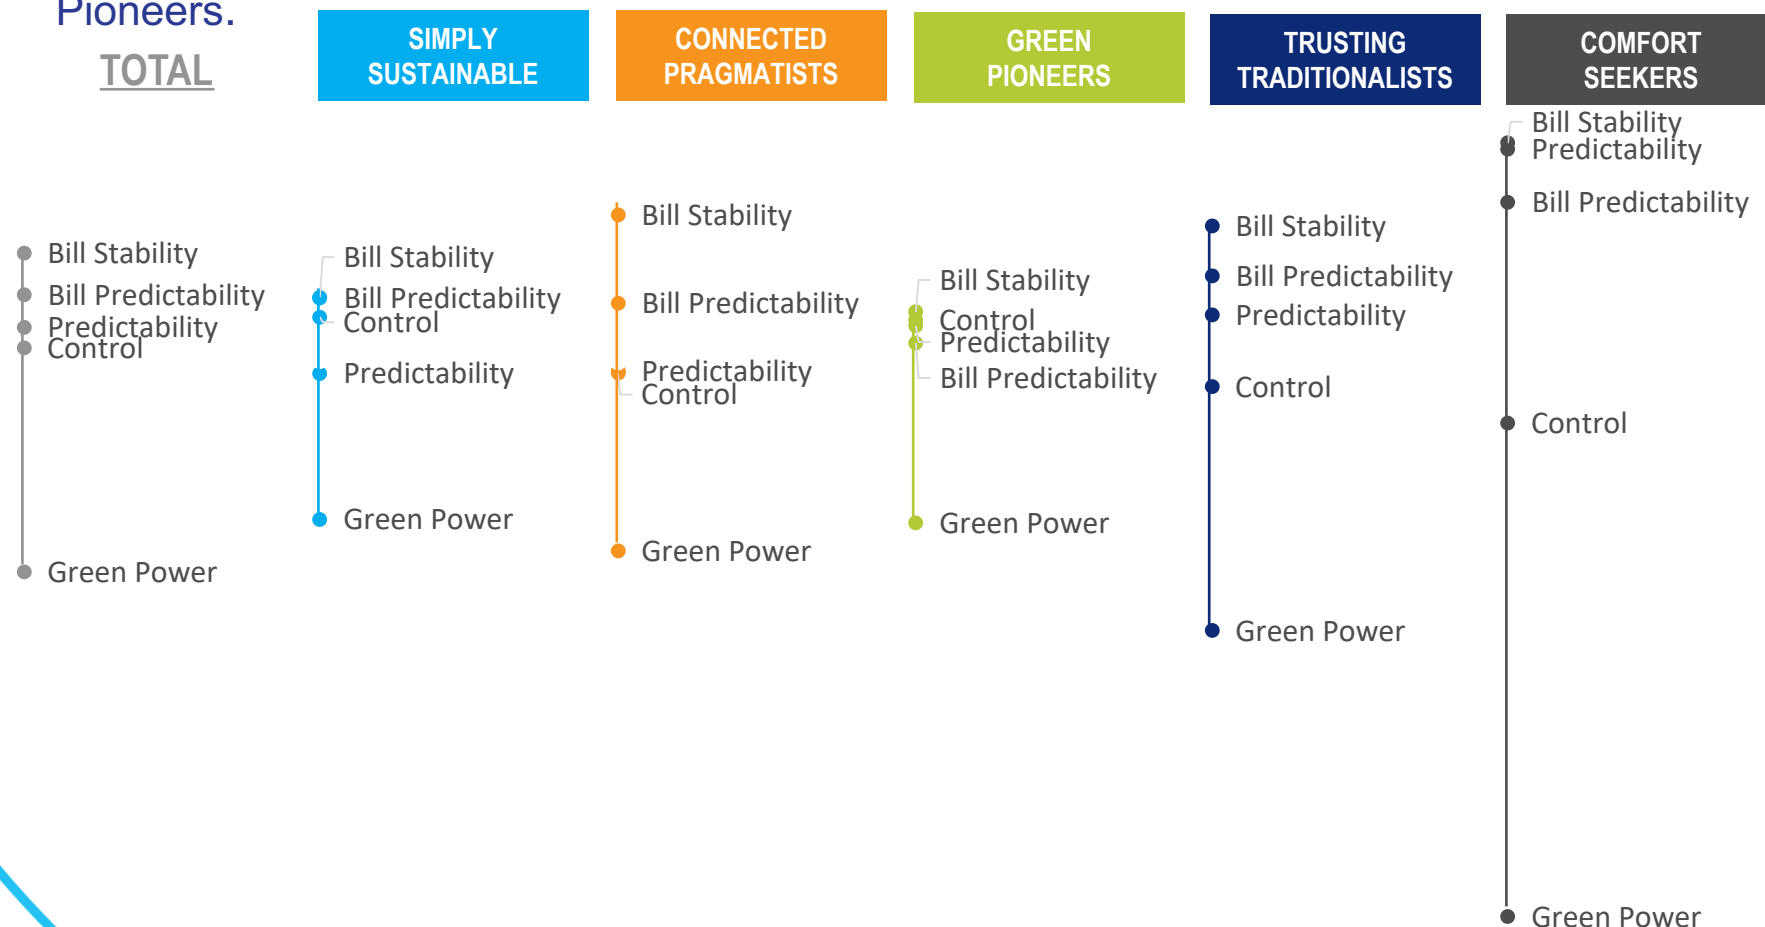 Pioneers.
TOTAL
SIMPLY
SUSTAINABLE
CONNECTED
PRAGMATISTS
GREEN
PIONEERS
TRUSTING
TRADITIONALISTS
COMFORT
SEEKERS
Bill Stability
Bill Predictability
Predictability
Control
Green Power
Bill Stability
Bill Predictability
Control
Predictability
Green Power
Bill Stability
Bill Predictability
Predictability
Control
Green Power
Bill Stability
Control
Predictability
Bill Predictability
Green Power
Bill Stability
Bill Predictability
Predictability
Control
Green Power
Bill Stability
Predictability
Bill Predictability
Control
Green Power